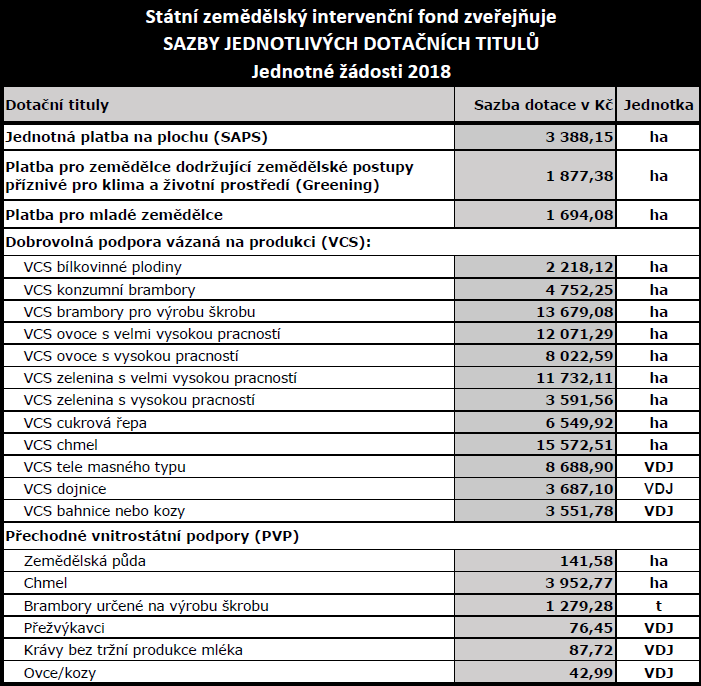 Státní zemědělský intervenční fond zveřejňuje
SAZBY JEDNOTLIVÝCH DOTAČNÍCH TITULŮ
Jednotné žádosti 2018
Dotační tituly Sazba dotace v Kč Jednotka
Jednotná platba na plochu (SAPS) 3 388,15 ha
Platba pro zemědělce dodržující zemědělské postupy
příznivé pro klima a životní prostředí (Greening) 1 877,38 ha
Platba pro mladé zemědělce 1 694,08 ha
Dobrovolná podpora vázaná na produkci (VCS):
VCS bílkovinné plodiny 2 218,12 ha
VCS konzumní brambory 4 752,25 ha
VCS brambory pro výrobu škrobu 13 679,08 ha
VCS ovoce s velmi vysokou pracností 12 071,29 ha
VCS ovoce s vysokou pracností 8 022,59 ha
VCS zelenina s velmi vysokou pracností 11 732,11 ha
VCS zelenina s vysokou pracností 3 591,56 ha
VCS cukrová řepa 6 549,92 ha
VCS chmel 15 572,51 ha
VCS tele masného typu 8 688,90 VDJ
VCS dojnice 3 687,10 VDJ
VCS bahnice nebo kozy 3 551,78 VDJ
Přechodné vnitrostátní podpory (PVP)
Zemědělská půda 141,58 ha
Chmel 3 952,77 ha
Brambory určené na výrobu škrobu 1 279,28 t
Přežvýkavci 76,45 VDJ
Krávy bez tržní produkce mléka 87,72 VDJ
Ovce/kozy 42,99 VDJ